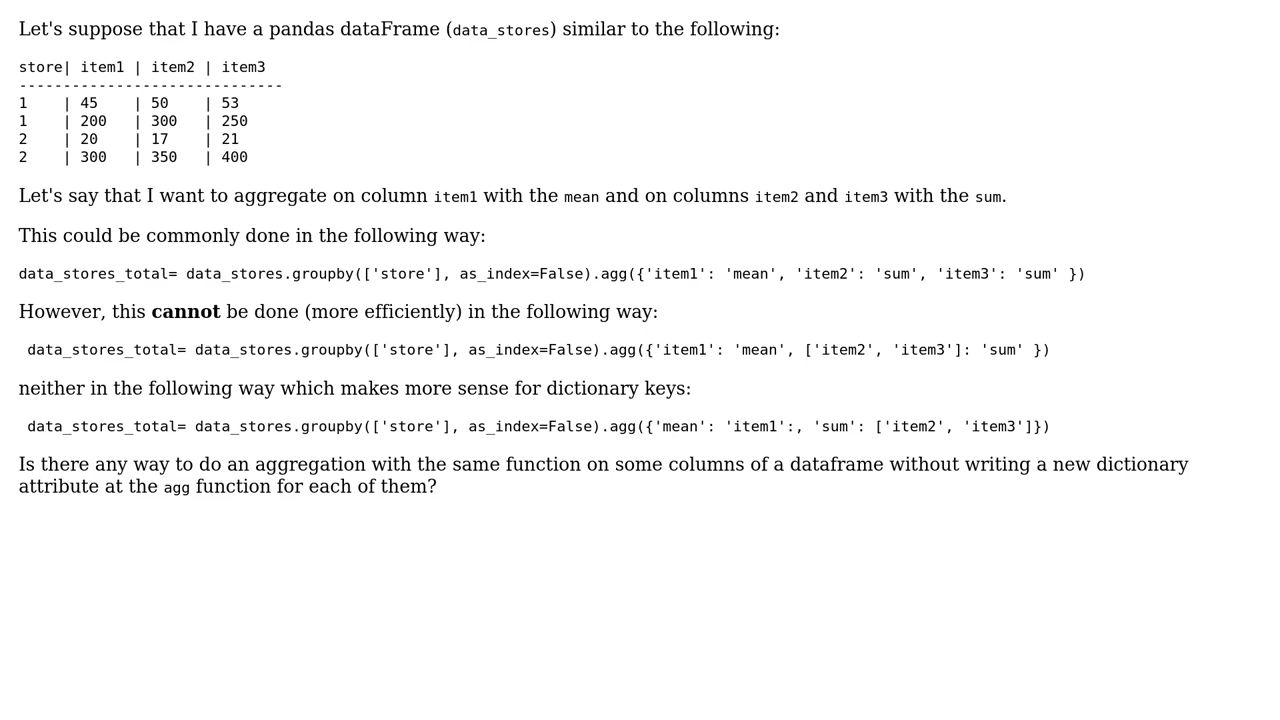 Let's suppose that I have a pandas dataFrame (data_stores) similar to the following:
store| item1 | item2 | item3
------------------------------
1    | 45    | 50    | 53
1    | 200   | 300   | 250
2    | 20    | 17    | 21
2    | 300   | 350   | 400
Let's say that I want to aggregate on column item1 with the mean and on columns item2 and item3 with the sum.
This could be commonly done in the following way:
data_stores_total= data_stores.groupby(['store'], as_index=False).agg({'item1': 'mean', 'item2': 'sum', 'item3': 'sum' })
However, this cannot be done (more efficiently) in the following way:
data_stores_total= data_stores.groupby(['store'], as_index=False).agg({'item1': 'mean', ['item2', 'item3']: 'sum' })
neither in the following way which makes more sense for dictionary keys:
data_stores_total= data_stores.groupby(['store'], as_index=False).agg({'mean': 'item1':, 'sum': ['item2', 'item3']})
Is there any way to do an aggregation with the same function on some columns of a dataframe without writing a new dictionary
attribute at the agg function for each of them?